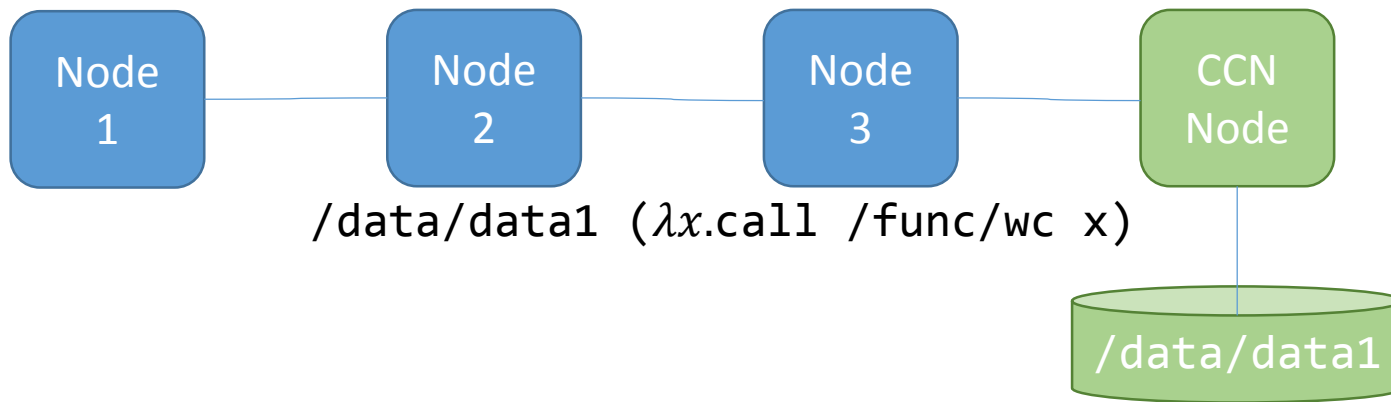 Node
1
Node
2
Node
3
CCN
Node
/data/data1 (λx.call /func/wc x)
/data/data1